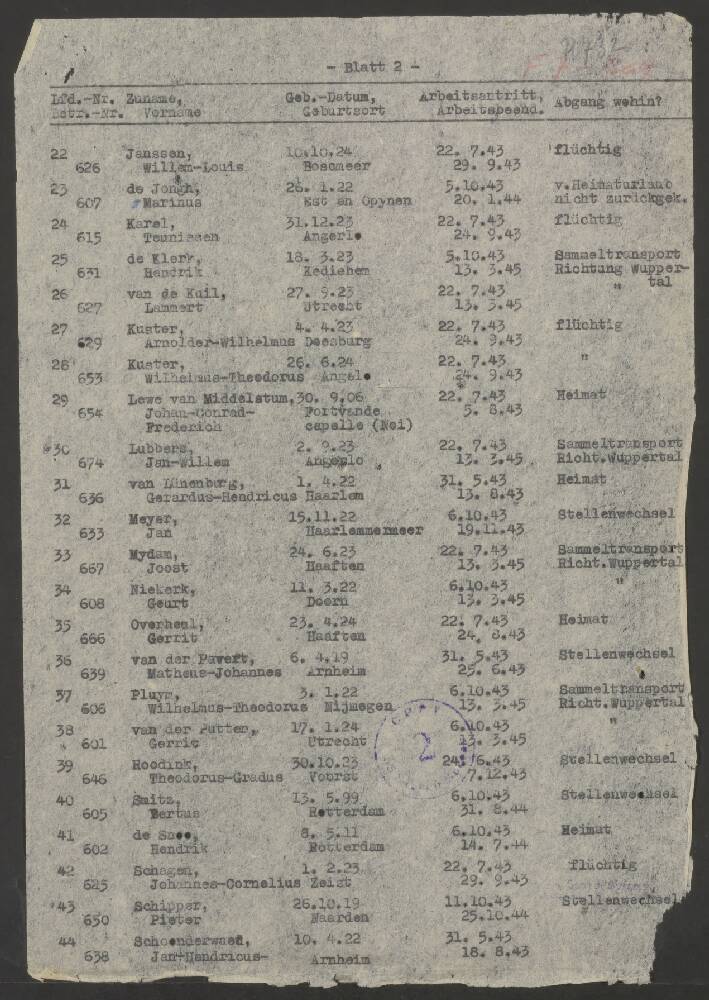 - Blatt 2 -
Lfd.-Nr. Zuname, Geb.-Datum, Arbeitsantritt, Abgang wohin?
Betr.-Nr. Vorname Geburtsort Arbeitsbeend.
22 Janssen, 10.10.24 22. 7.43 flüchtig
626 Willem-Louis Boscmeer 29. 9.43
23 de Jongh, 26. 1.22 5.10.43 v.Heimaturlaub
607 Marinus Est en Opynen 20. 1.44 nicht zurückgek.
24 Karel, 31.12.23 22. 7.43 flüchtig
615 Teunissen Angerlo 24. 9.43
25 de Klerk, 18. 3.23 5.10.43 Sammeltransport
631 Hendrik Kedichem 13. 3.45 Richtung Wupper-
tal
26 van de Kuil, 27. 9.23 22. 7.43 "
627 Lammert Utrecht 13. 3.45
27 Kuster, 4. 4.23 22. 7.43 flüchtig
629 Arnolder-Wilhelmus Doesburg 24. 9.43
28 Kuster, 26. 6.24 22. 7.43 "
653 Wilhelmus-Theodorus 24. 9.43
29 Lewe van Middelstum, 30. 9.06 22. 7.43 Heimat
654 Johan-Conrad- Fortvande 5. 8.43
Frederich capelle (Nei)
30 Lubbers, 2. 9.23 22. 7.43 Sammeltransport
674 Jan-Willem 13. 3.45 Richt.Wuppertal
31 van Lünenburg, 1. 4.22 31. 5.43 Heimat
636 Gerardus-Hendricus Haarlem 13. 8.43
32 Meyer, 15.11.22 6.10.43 Stellenwechsel
633 Jan Haarlemmermeer 19.11.43
33 Mydam, 24. 6.23 22. 7.43 Sammeltransport
667 Joost Haaften 13. 3.45 Richt.Wuppertal
34 Niekerk, 11. 3.22 6.10.43 "
608 Geurt Doorn 13. 3.45
35 Overheul, 23. 4.24 22. 7.43 Heimat
666 Gerrit Haaften 24. 8.43
36 van der Pavert, 6. 4.19 31. 5.43 Stellenwechsel
639 Matheus-Johannes Arnheim 25. 6.43
37 Pluym, 3. 1.22 6.10.43 Sammeltransport
606 Wilhelmus-Theodorus Nijmegen 13. 3.45 Richt.Wuppertal
38 van der Putten, 17. 1.24 6.10.43 "
601 Gerrit Utrecht 13. 3.45
39 Roodink, 30.10.23 24. 6.43 Stellenwechsel
646 Theodorus-Gradus Voorst 7.12.43
40 Smitz, 13. 5.99 6.10.43 Stellenwechsel
605 Bertus Rotterdam 31. 8.44
41 de 8. 5.11 6.10.43 Heimat
602 Hendrik Rotterdam 14. 7.44
42 Schagen, 1. 2.23 22. 7.43 flüchtig
625 Johannes-Cornelius Zeist 29. 9.43
43 Schipper, 26.10.19 11.10.43 Stellenwechsel
650 Pieter Naarden 25.10.44
44 Schoenderwaed, 10. 4.22 31. 5.43
638 Jan-Hendricus- Arnheim 18. 8.43
2